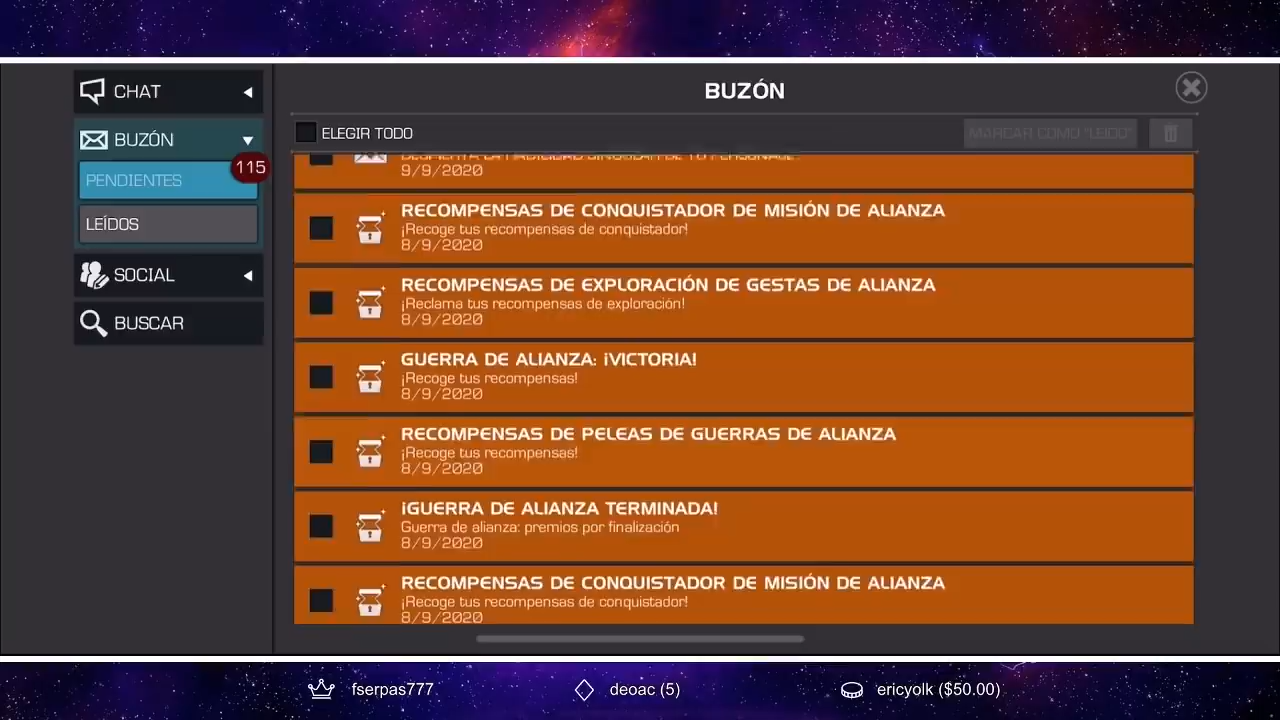 CHAT
BUZÓN
115
PENDIENTES
LEÍDOS
SOCIAL
BUSCAR
BUZÓN
ELEGIR TODO
MARCAR COMO "LEÍDO"
9/9/2020
RECOMPENSAS DE CONQUISTADOR DE MISIÓN DE ALIANZA
¡Recoge tus recompensas de conquistador!
8/9/2020
RECOMPENSAS DE EXPLORACIÓN DE GESTAS DE ALIANZA
¡Reclama tus recompensas de exploración!
8/9/2020
GUERRA DE ALIANZA: ¡VICTORIA!
¡Recoge tus recompensas!
8/9/2020
RECOMPENSAS DE PELEAS DE GUERRAS DE ALIANZA
¡Recoge tus recompensas!
8/9/2020
¡GUERRA DE ALIANZA TERMINADA!
Guerra de alianza: premios por finalización
8/9/2020
RECOMPENSAS DE CONQUISTADOR DE MISIÓN DE ALIANZA
¡Recoge tus recompensas de conquistador!
8/9/2020
fserpas777
deoac (5)
ericyolk ($50.00)